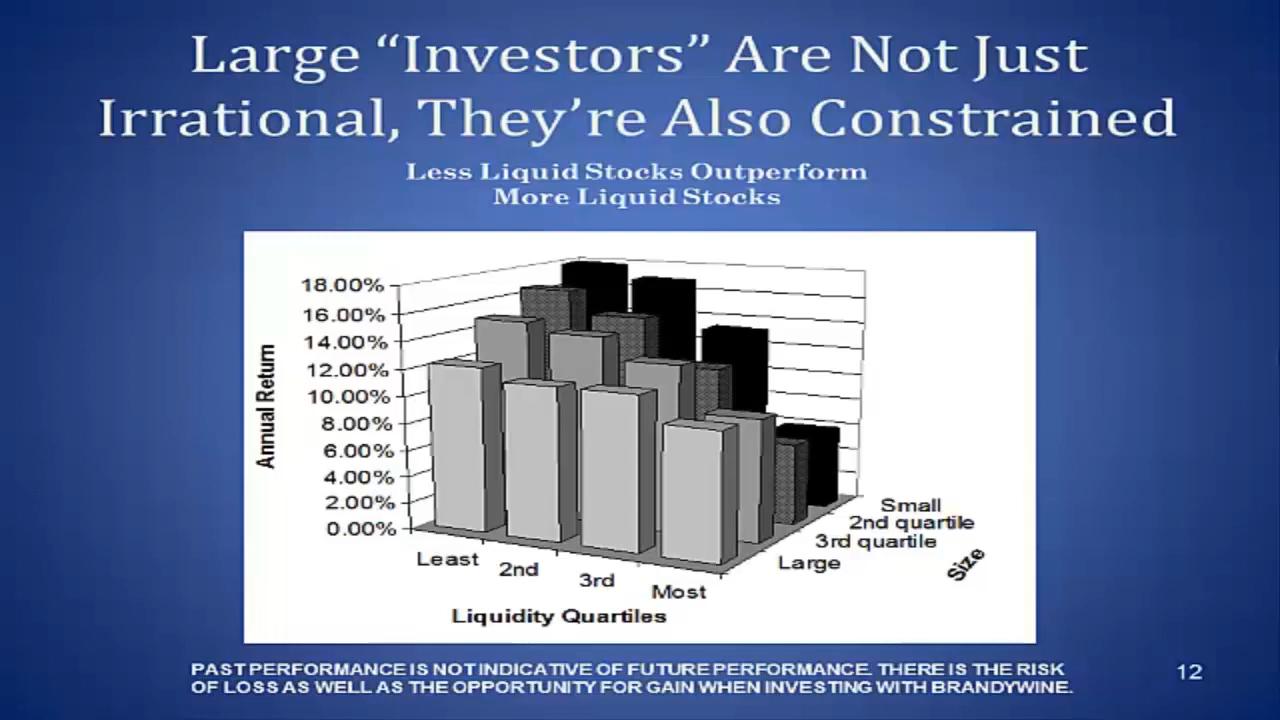 Large “Investors” Are Not Just
Irrational, They’re Also Constrained
Less Liquid Stocks Outperform
More Liquid Stocks
18.00%
16.00%
14.00%
12.00%
10.00%
8.00%
6.00%
4.00%
2.00%
0.00%
Annual Return
Least
2nd
3rd
Most
Liquidity Quartiles
Small
2nd quartile
3rd quartile
Large
Size
PAST PERFORMANCE IS NOT INDICATIVE OF FUTURE PERFORMANCE. THERE IS THE RISK
OF LOSS AS WELL AS THE OPPORTUNITY FOR GAIN WHEN INVESTING WITH BRANDYWINE.
12